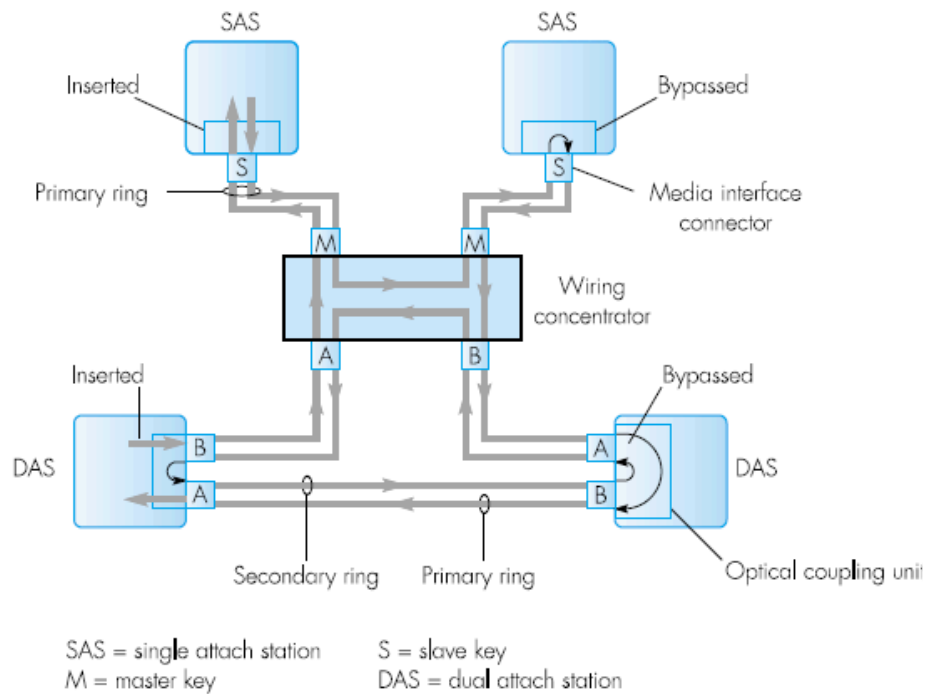 SAS
SAS
Inserted
Bypassed
S
S
Primary ring
Media interface
connector
M
M
Wiring
concentrator
A
B
Inserted
Bypassed
DAS
B
A
DAS
A
B
Secondary ring
Primary ring
Optical coupling unit
SAS = single attach station
S = slave key
M = master key
DAS = dual attach station